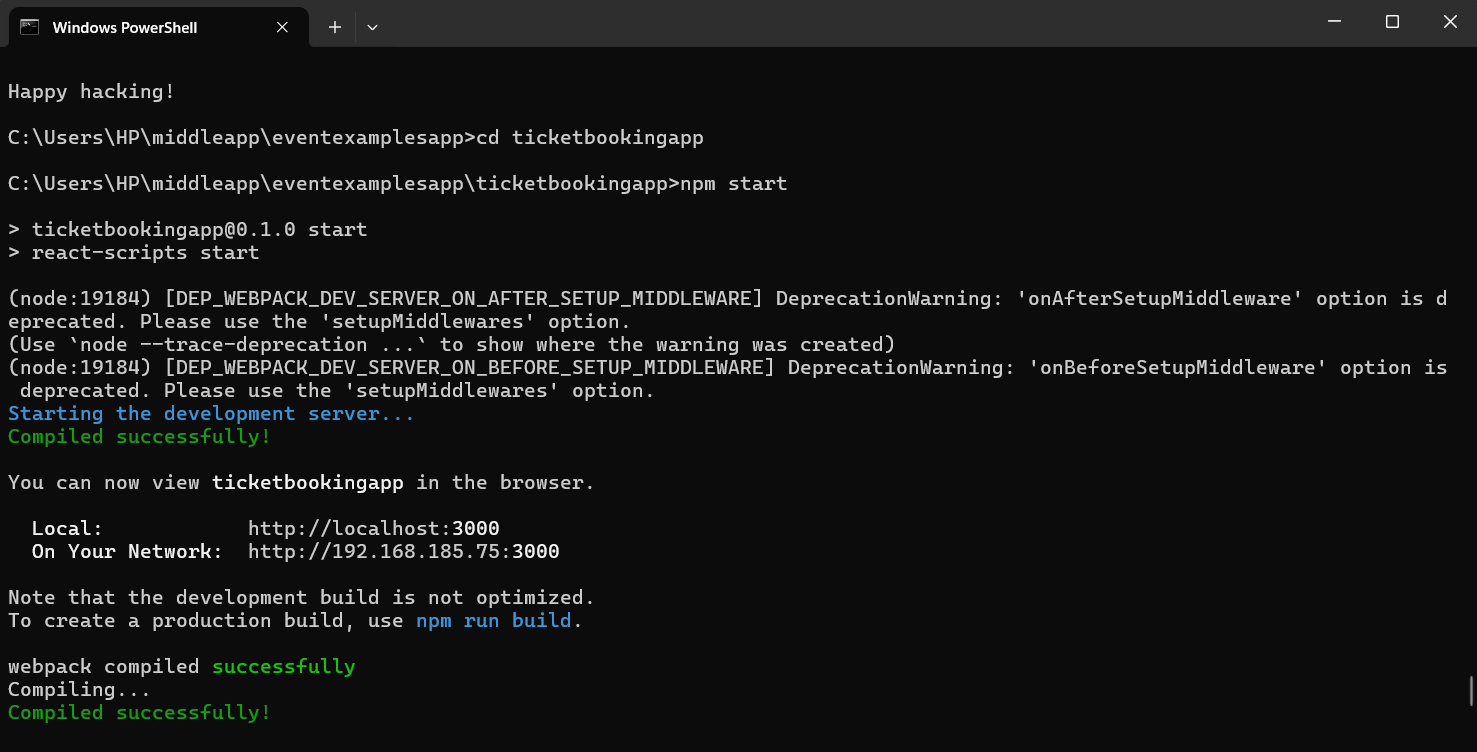 Windows PowerShell
Happy hacking!
C:\Users\HP\middleapp\eventexamplesapp>cd ticketbookingapp
C:\Users\HP\middleapp\eventexamplesapp\ticketbookingapp>npm start
> ticketbookingapp@0.1.0 start
> react-scripts start
(node:19184) [DEP_WEBPACK_DEV_SERVER_ON_AFTER_SETUP_MIDDLEWARE] DeprecationWarning: 'onAfterSetupMiddleware' option is d
eprecated. Please use the 'setupMiddlewares' option.
(Use `node --trace-deprecation ...` to show where the warning was created)
(node:19184) [DEP_WEBPACK_DEV_SERVER_ON_BEFORE_SETUP_MIDDLEWARE] DeprecationWarning: 'onBeforeSetupMiddleware' option is
 deprecated. Please use the 'setupMiddlewares' option.
Starting the development server...
Compiled successfully!
You can now view ticketbookingapp in the browser.
  Local:            http://localhost:3000
  On Your Network:  http://192.168.185.75:3000
Note that the development build is not optimized.
To create a production build, use npm run build.
webpack compiled successfully
Compiling...
Compiled successfully!